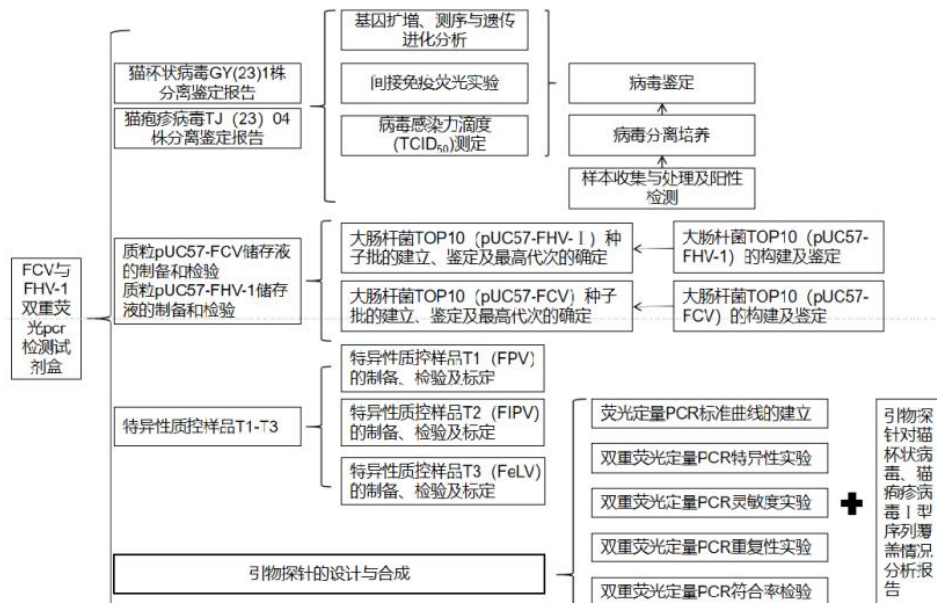 FCV与
FHV-1
双重荧
光pcr
检测试
剂盒
猫杯状病毒GY(23)1株
分离鉴定报告
猫疱疹病毒TJ（23）04
株分离鉴定报告
基因扩增、测序与遗传
进化分析
间接免疫荧光实验
病毒感染力滴度
(TCID50)测定
病毒鉴定
病毒分离培养
样本收集与处理及阳性
检测
质粒pUC57-FCV储存液
的制备和检验
质粒pUC57-FHV-1储存
液的制备和检验
大肠杆菌TOP10（pUC57-FHV-Ⅰ）种
子批的建立、鉴定及最高代次的确定
大肠杆菌TOP10（pUC57-
FHV-1）的构建及鉴定
大肠杆菌TOP10（pUC57-FCV）种子
批的建立、鉴定及最高代次的确定
大肠杆菌TOP10（pUC57-
FCV）的构建及鉴定
特异性质控样品T1-T3
特异性质控样品T1（FPV）
的制备、检验及标定
特异性质控样品T2（FIPV）
的制备、检验及标定
特异性质控样品T3（FeLV）
的制备、检验及标定
引物探针的设计与合成
荧光定量PCR标准曲线的建立
双重荧光定量PCR特异性实验
双重荧光定量PCR灵敏度实验
双重荧光定量PCR重复性实验
双重荧光定量PCR符合率检验
引物探
针对猫
杯状病
毒、猫
疱疹病
毒Ⅰ型
序列覆
盖情况
分析报
告